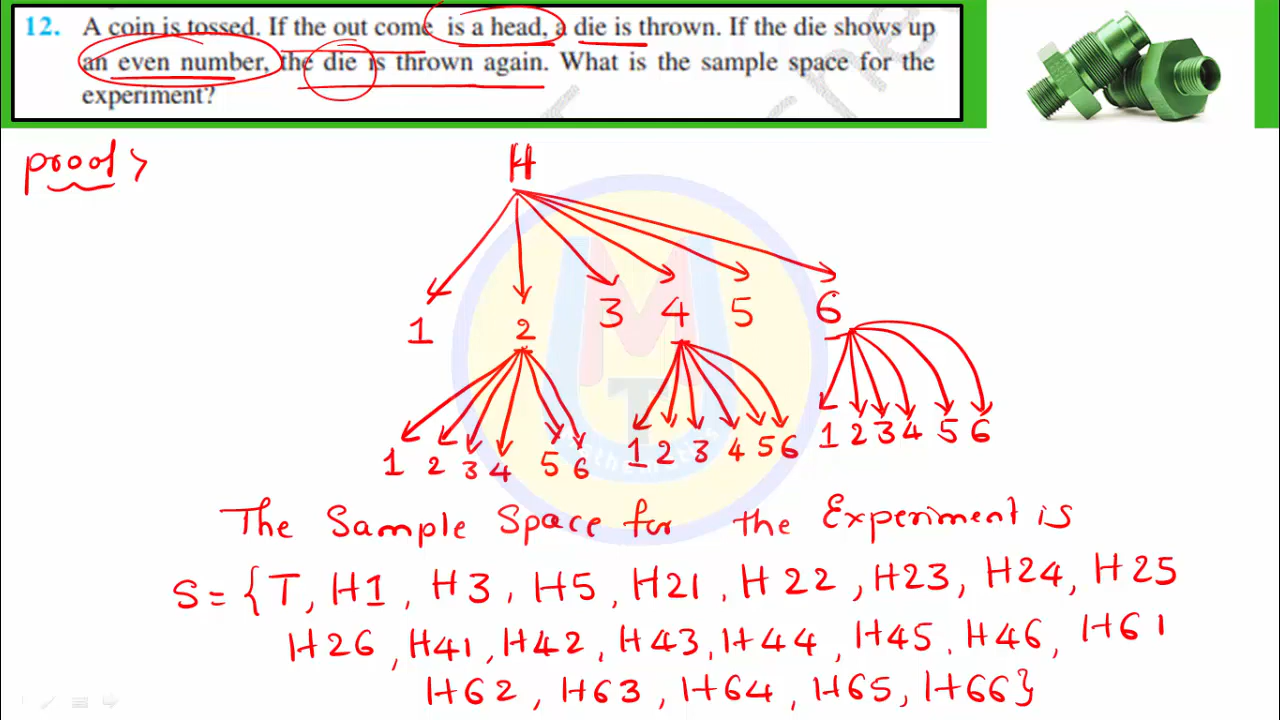 12. A coin is tossed. If the out come is a head, a die is thrown. If the die shows up
an even number, the die is thrown again. What is the sample space for the
experiment?
proof >
H
1 2 3 4 5 6
1 2 3 4 5 6 1 2 3 4 5 6 1 2 3 4 5 6
The Sample Space for the Experiment is
S = {T, H1, H3, H5, H21, H22, H23, H24, H25
H26, H41, H42, H43, H44, H45, H46, H61
H62, H63, H64, H65, H66}